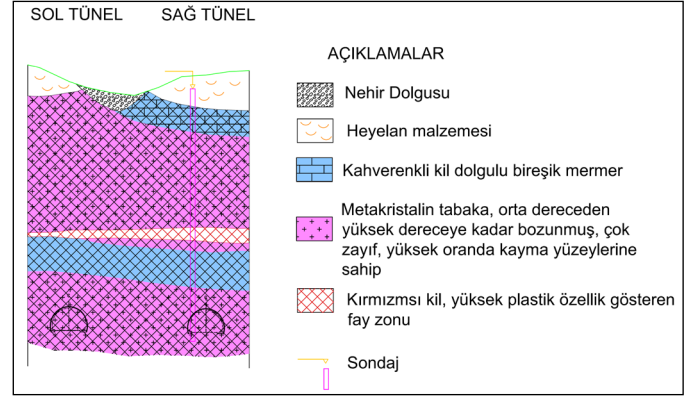 SOL TÜNEL
SAĞ TÜNEL
AÇIKLAMALAR
Nehir Dolgusu
Heyelan malzemesi
Kahverenkli kil dolgulu bireşik mermer
Metakristalin tabaka, orta dereceden
yüksek dereceye kadar bozunmuş, çok
zayıf, yüksek oranda kayma yüzeylerine
sahip
Kırmızmsı kil, yüksek plastik özellik gösteren
fay zonu
Sondaj